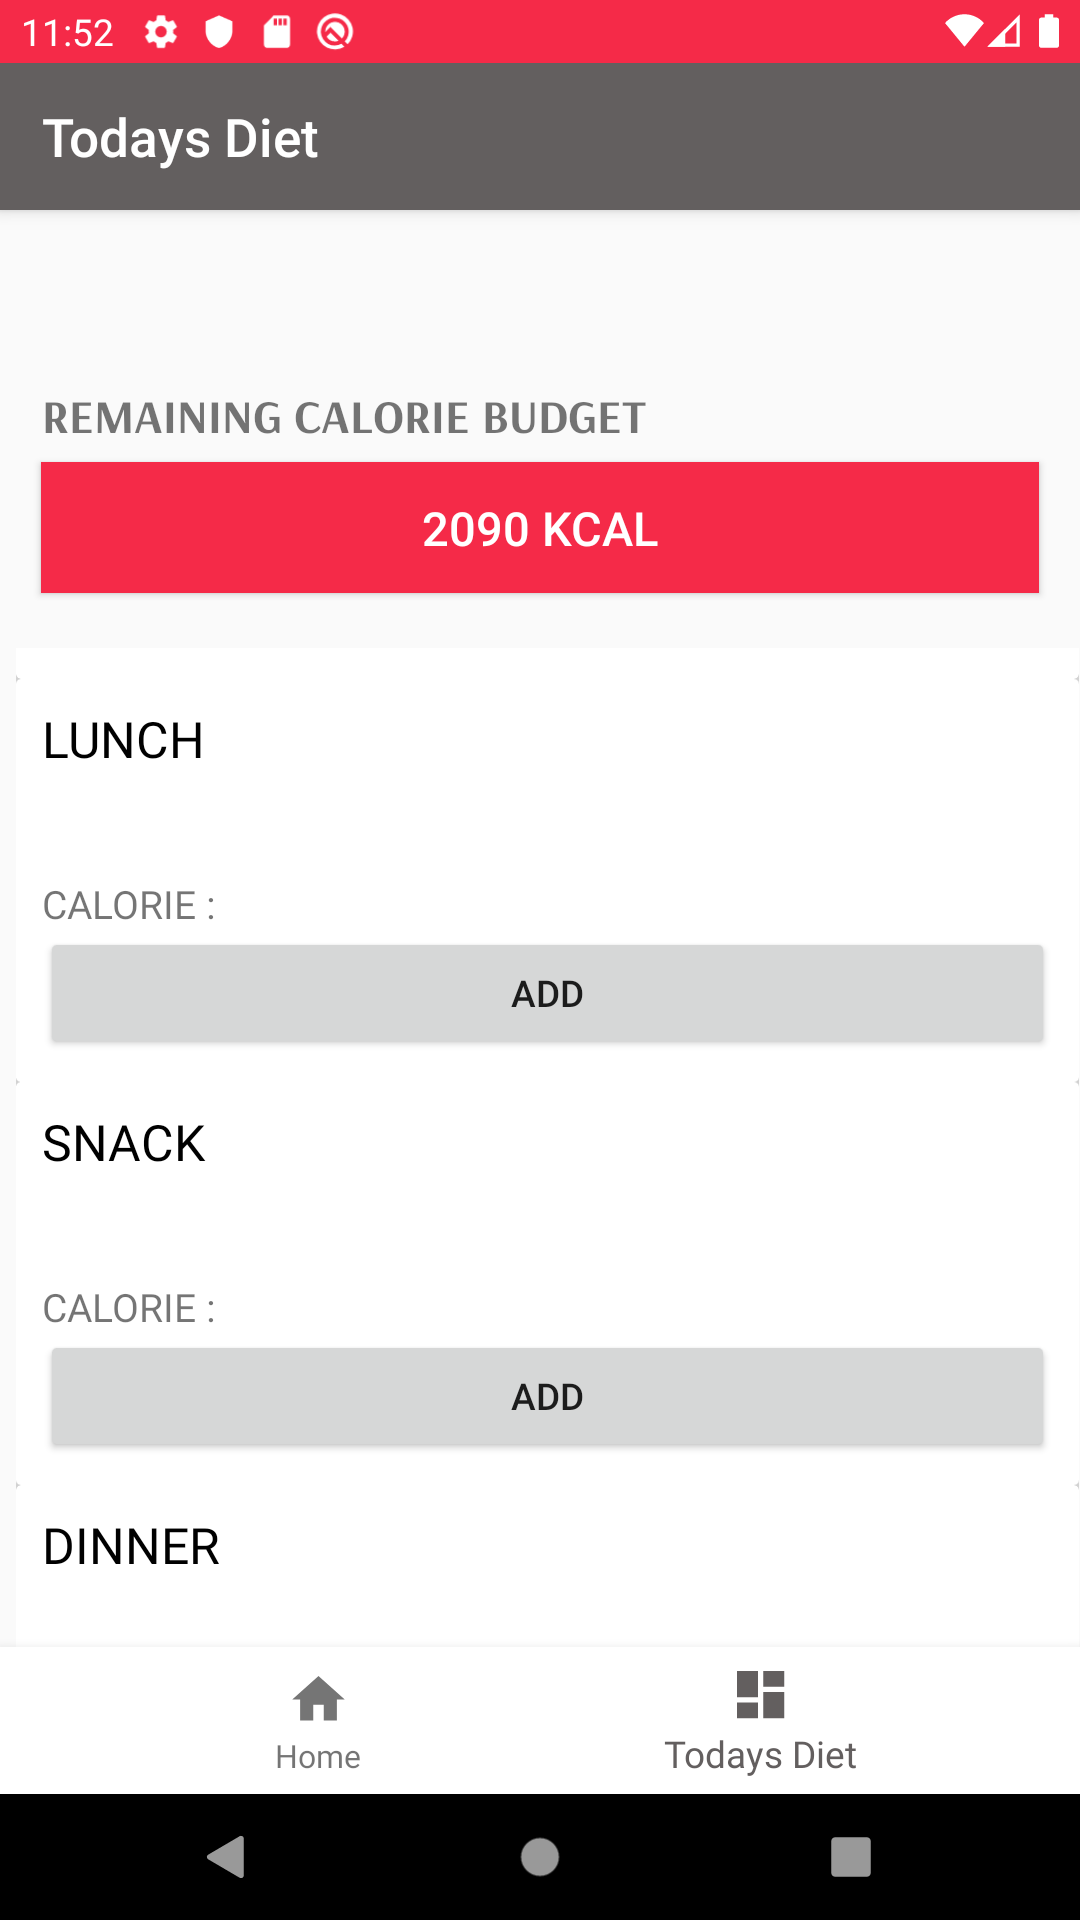 11:52
Todays Diet
REMAINING CALORIE BUDGET
2090 KCAL
LUNCH
CALORIE :
ADD
SNACK
CALORIE :
ADD
DINNER
Home
Todays Diet